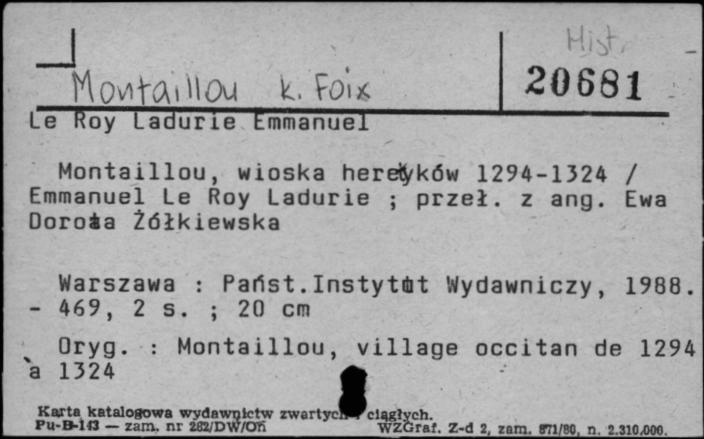 Hist.
Montaillou k. Foix 20681
Le Roy Ladurie Emmanuel
Montaillou, wioska heretyków 1294-1324 /
Emmanuel Le Roy Ladurie ; przeł. z ang. Ewa
Dorota Żółkiewska
Warszawa : Państ.Instytut Wydawniczy, 1988.
- 469, 2 s. ; 20 cm
Oryg. : Montaillou, village occitan de 1294
à 1324
Karta katalogowa wydawnictw zwartych i ciągłych.
Pu-B-143 — zam. nr 282/DW/Oń WZGraf. Z-d 2, zam. 871/80, n. 2.310.000.